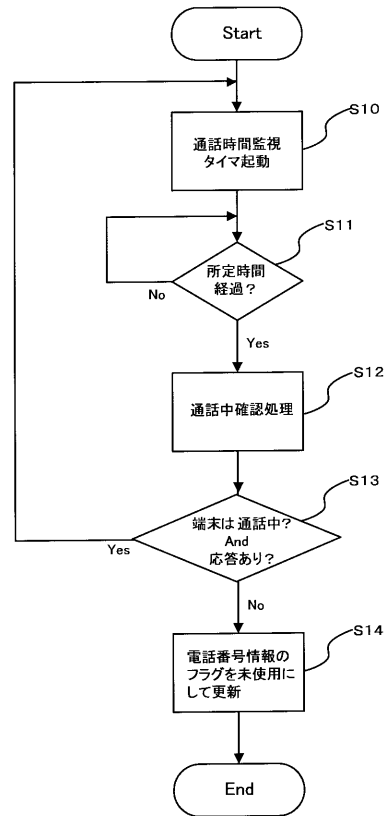 Start
S10
通話時間監視
タイマ起動
S11
所定時間
経過？
No
Yes
S12
通話中確認処理
S13
端末は通話中？
And
応答あり？
Yes
No
S14
電話番号情報の
フラグを未使用に
して更新
End